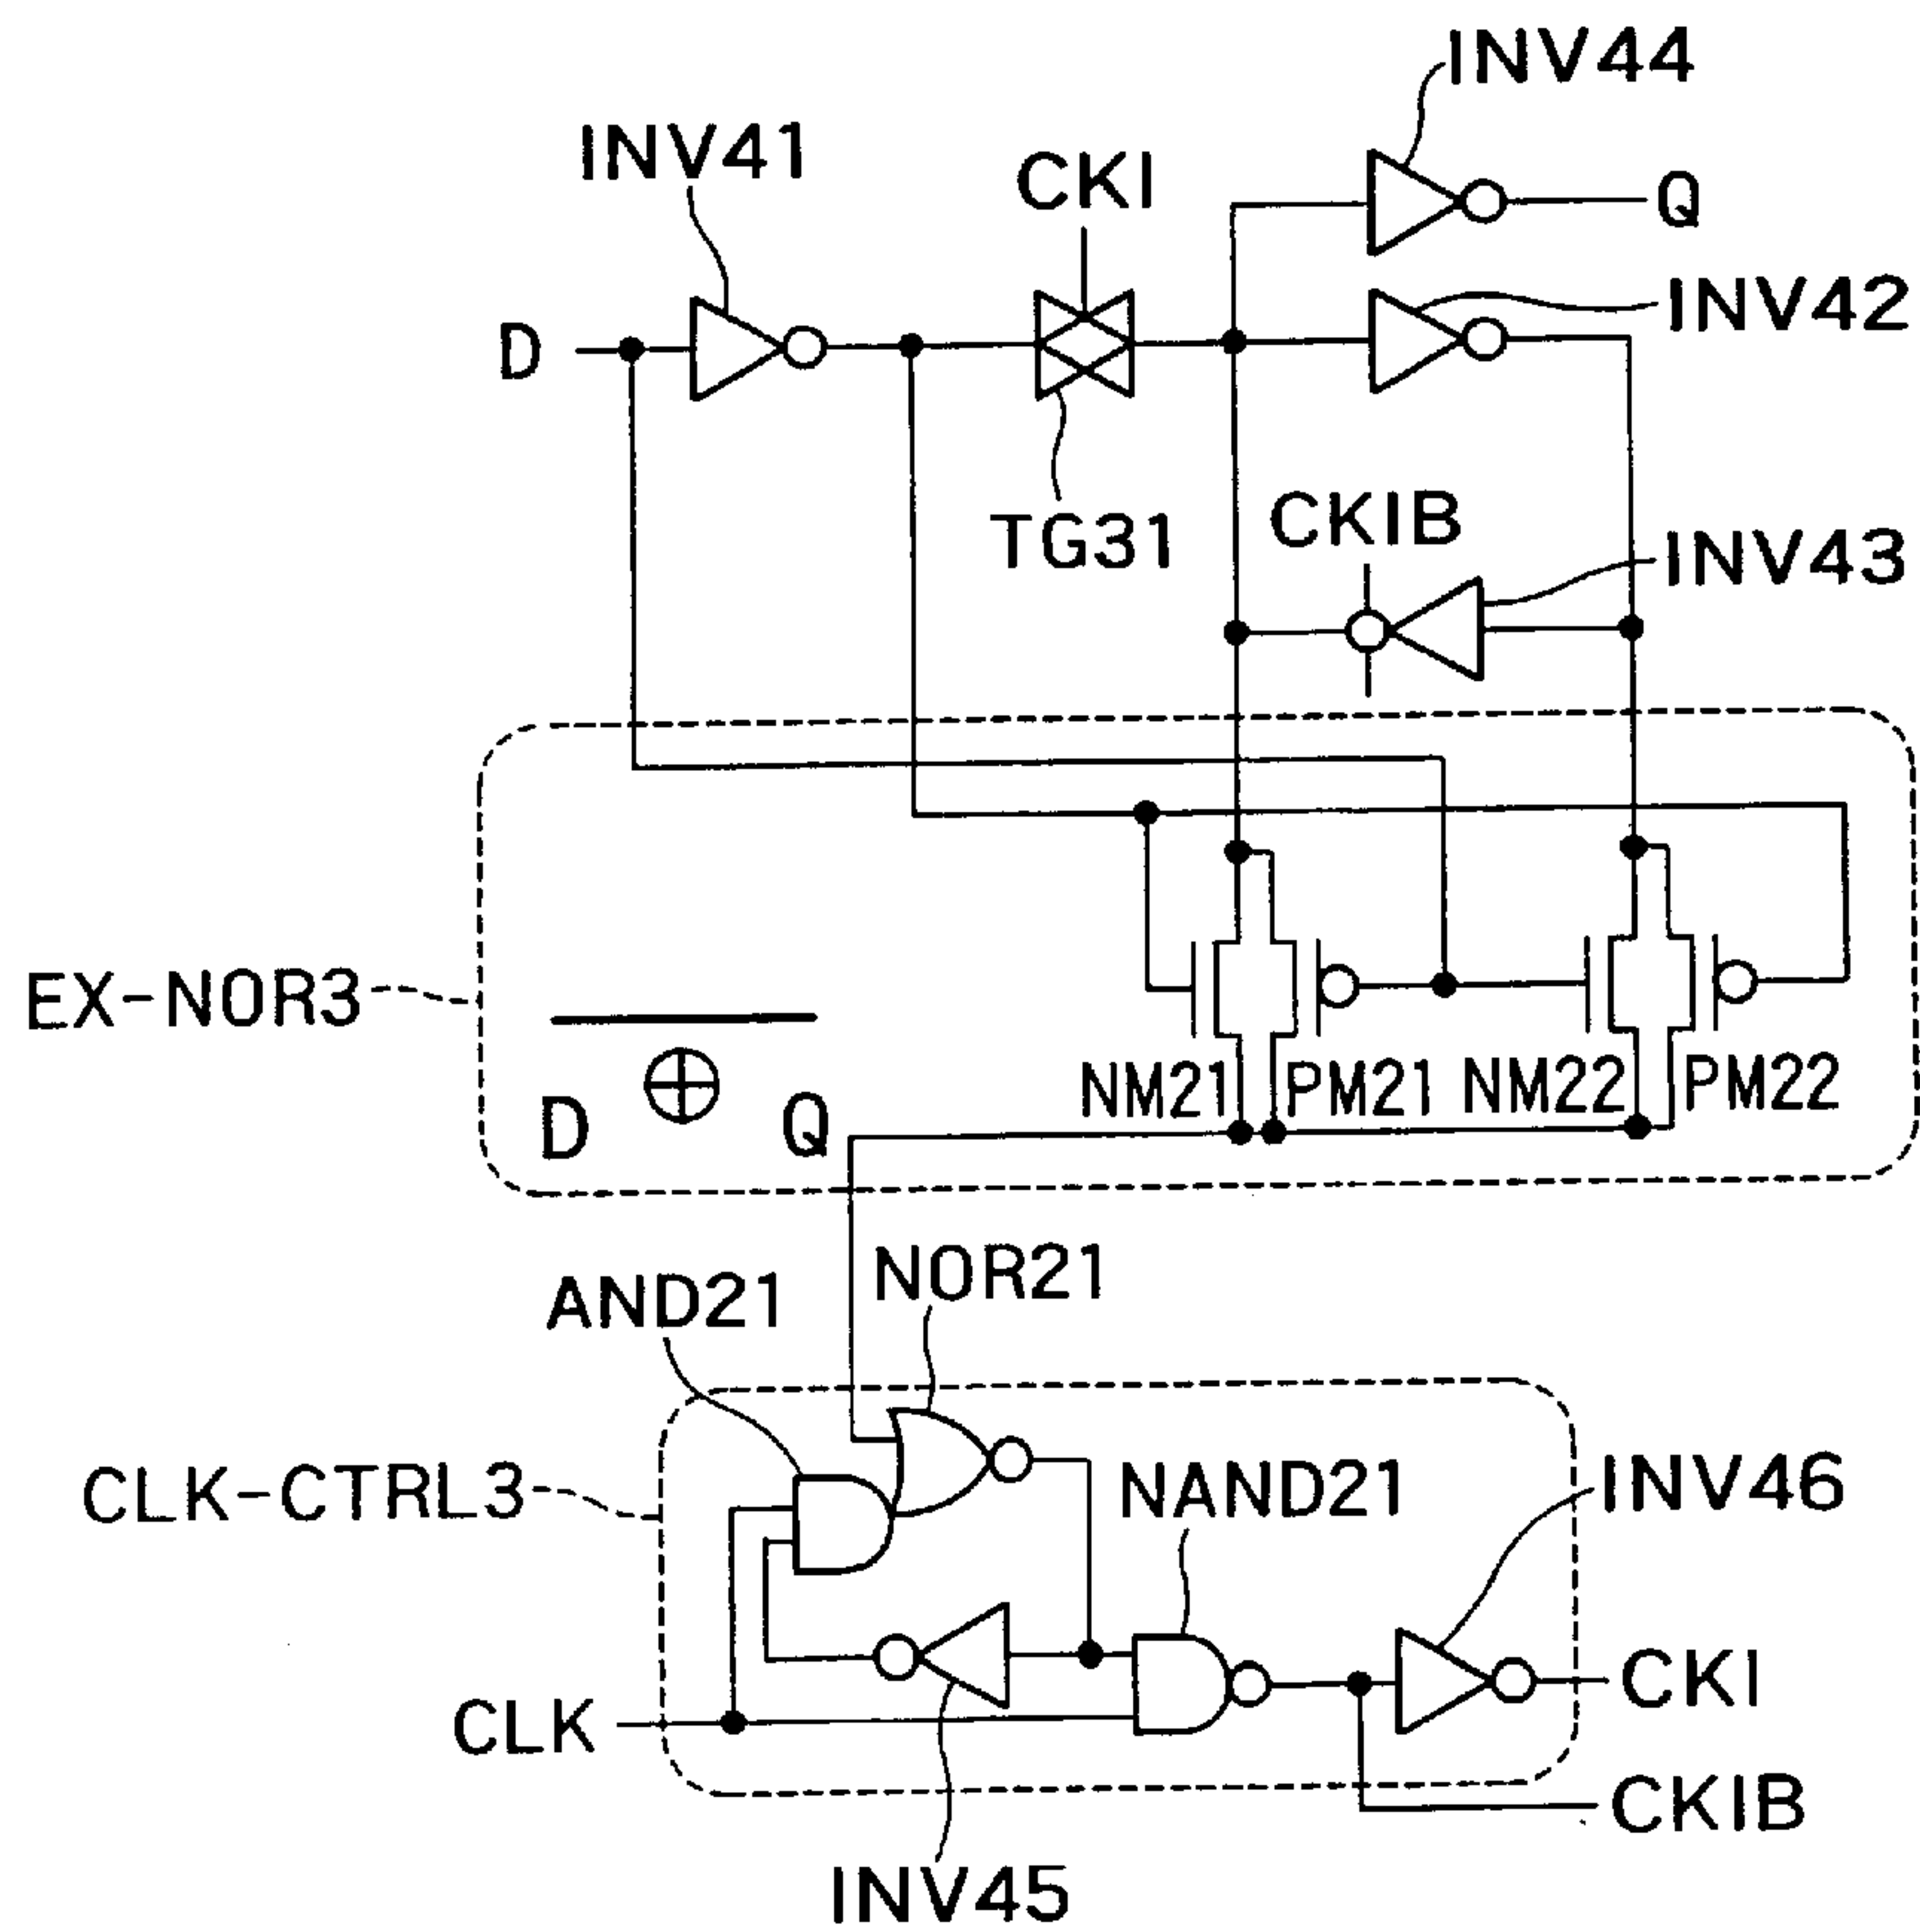 INV44
INV41
CKI
Q
INV42
D
CKIB
INV43
TG31
EX-NOR3
D ⊕ Q
NM21 PM21 NM22 PM22
NOR21
AND21
CLK-CTRL3
NAND21
INV46
CLK
CKI
CKIB
INV45